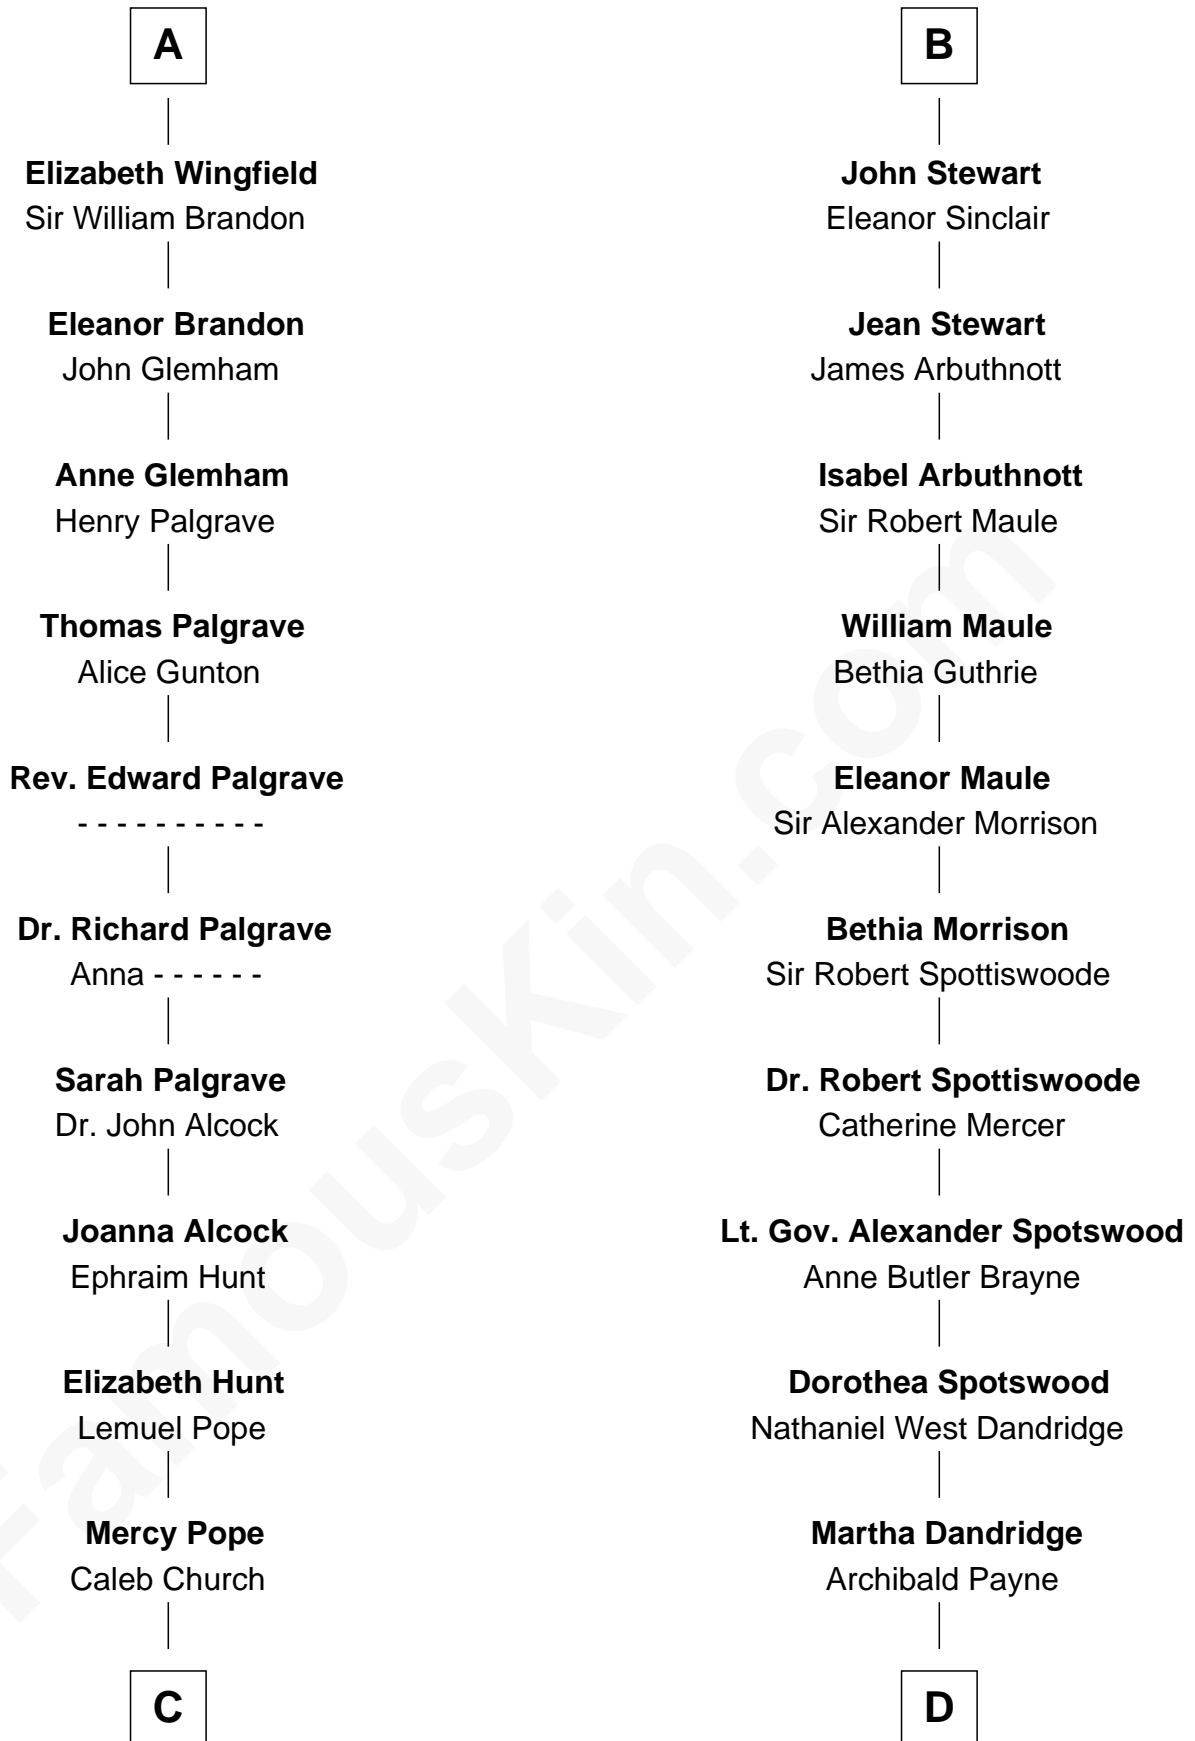 A
Elizabeth Wingfield
Sir William Brandon
Eleanor Brandon
John Glemham
Anne Glemham
Henry Palgrave
Thomas Palgrave
Alice Gunton
Rev. Edward Palgrave
- - - - - - - - - -
Dr. Richard Palgrave
Anna - - - - - -
Sarah Palgrave
Dr. John Alcock
Joanna Alcock
Ephraim Hunt
Elizabeth Hunt
Lemuel Pope
Mercy Pope
Caleb Church
C
B
John Stewart
Eleanor Sinclair
Jean Stewart
James Arbuthnott
Isabel Arbuthnott
Sir Robert Maule
William Maule
Bethia Guthrie
Eleanor Maule
Sir Alexander Morrison
Bethia Morrison
Sir Robert Spottiswoode
Dr. Robert Spottiswoode
Catherine Mercer
Lt. Gov. Alexander Spotswood
Anne Butler Brayne
Dorothea Spotswood
Nathaniel West Dandridge
Martha Dandridge
Archibald Payne
D
FamousKin.com